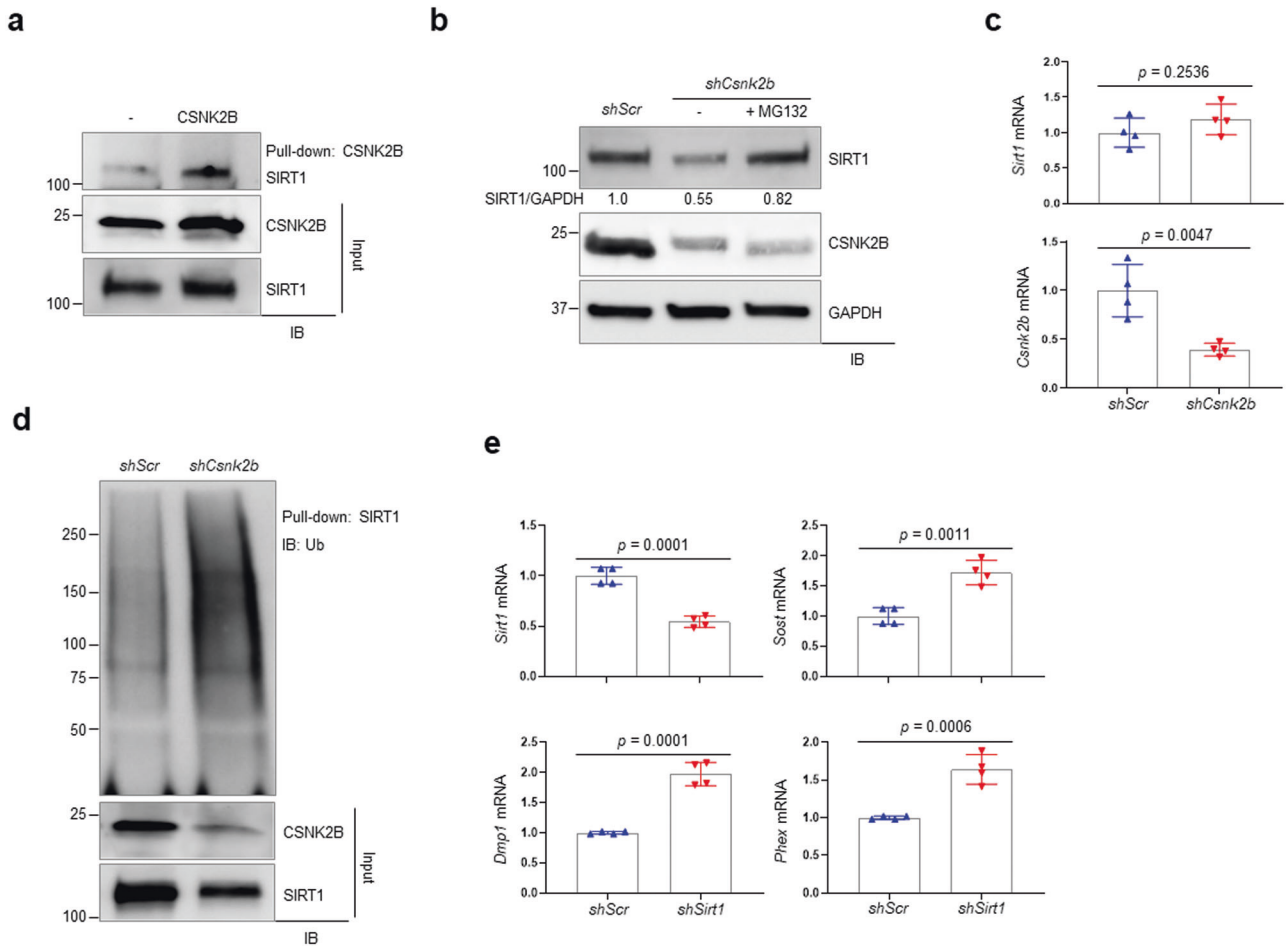 a
- CSNK2B
Pull-down: CSNK2B
SIRT1
100
25
CSNK2B
SIRT1
100
Input
IB
b
shCsnk2b
shScr - + MG132
SIRT1
100
SIRT1/GAPDH 1.0 0.55 0.82
25
CSNK2B
37
GAPDH
IB
c
2.0
1.5
1.0
0.5
0.0
Sirt1 mRNA
p = 0.2536
1.5
1.0
0.5
0.0
Csnk2b mRNA
p = 0.0047
shScr shCsnk2b
d
shScr shCsnk2b
Pull-down: SIRT1
IB: Ub
250
150
100
75
50
25
CSNK2B
SIRT1
100
Input
IB
e
1.5
1.0
0.5
0.0
Sirt1 mRNA
p = 0.0001
2.5
2.0
1.5
1.0
0.5
0.0
Sost mRNA
p = 0.0011
2.5
2.0
1.5
1.0
0.5
0.0
Dmp1 mRNA
p = 0.0001
shScr shSirt1
2.0
1.5
1.0
0.5
0.0
Phex mRNA
p = 0.0006
shScr shSirt1